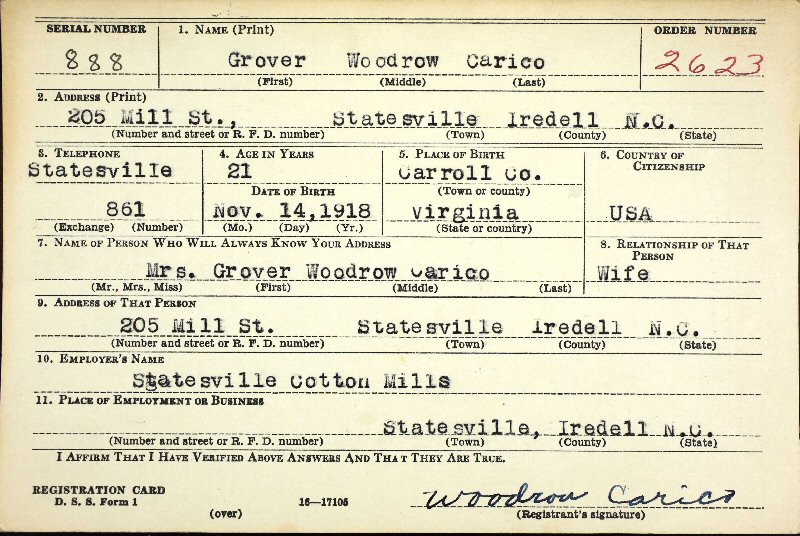 SERIAL NUMBER 1. NAME (Print) ORDER NUMBER
888 Grover Woodrow Carico 2623
(First) (Middle) (Last)
2. ADDRESS (Print)
205 Mill St., Statesville Iredell N.C.
(Number and street or R. F. D. number) (Town) (County) (State)
3. TELEPHONE 4. AGE IN YEARS 5. PLACE OF BIRTH 6. COUNTRY OF CITIZENSHIP
Statesville 21 Carroll Co.
DATE OF BIRTH (Town or county)
861 Nov. 14,1918 Virginia USA
(Exchange) (Number) (Mo.) (Day) (Yr.) (State or country)
7. NAME OF PERSON WHO WILL ALWAYS KNOW YOUR ADDRESS 8. RELATIONSHIP OF THAT PERSON
Mrs. Grover Woodrow Carico Wife
(Mr., Mrs., Miss) (First) (Middle) (Last)
9. ADDRESS OF THAT PERSON
205 Mill St. Statesville Iredell N.C.
(Number and street or R. F. D. number) (Town) (County) (State)
10. EMPLOYER'S NAME
Statesville Cotton Mills
11. PLACE OF EMPLOYMENT OR BUSINESS
Statesville, Iredell N.C.
(Number and street or R. F. D. number) (Town) (County) (State)
I AFFIRM THAT I HAVE VERIFIED ABOVE ANSWERS AND THAT THEY ARE TRUE.
REGISTRATION CARD
D. S. S. Form 1 16—17105 Woodrow Carico
(over) (Registrant's signature)